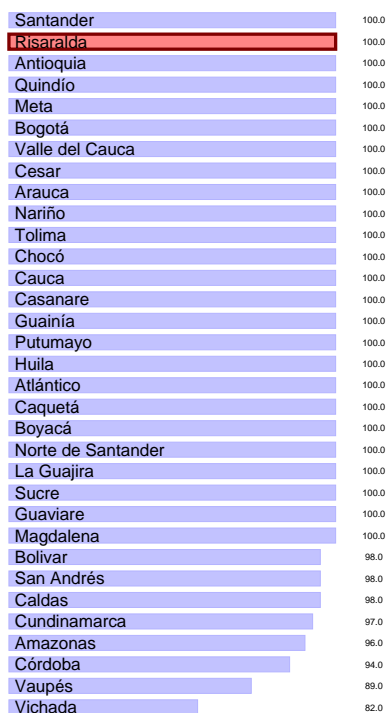 Santander 100.0
Risaralda 100.0
Antioquia 100.0
Quindío 100.0
Meta 100.0
Bogotá 100.0
Valle del Cauca 100.0
Cesar 100.0
Arauca 100.0
Nariño 100.0
Tolima 100.0
Chocó 100.0
Cauca 100.0
Casanare 100.0
Guainía 100.0
Putumayo 100.0
Huila 100.0
Atlántico 100.0
Caquetá 100.0
Boyacá 100.0
Norte de Santander 100.0
La Guajira 100.0
Sucre 100.0
Guaviare 100.0
Magdalena 100.0
Bolivar 98.0
San Andrés 98.0
Caldas 98.0
Cundinamarca 97.0
Amazonas 96.0
Córdoba 94.0
Vaupés 89.0
Vichada 82.0